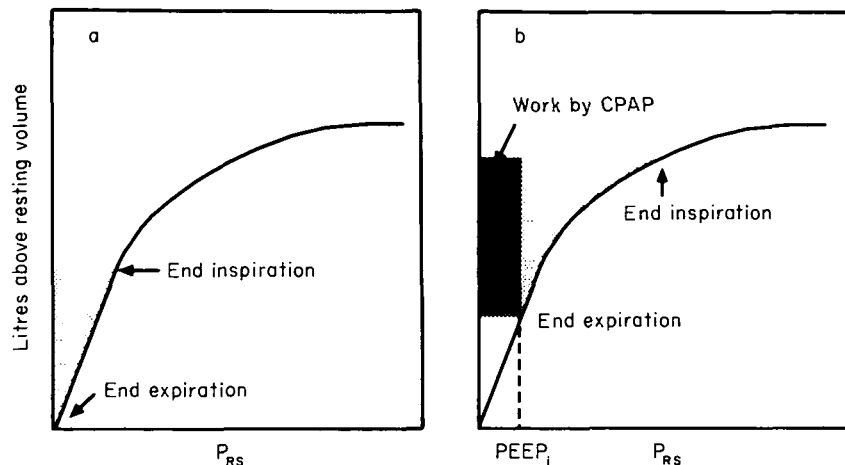 a
Litres above resting volume
End inspiration
End expiration
P_RS
b
Work by CPAP
End inspiration
End expiration
PEEP_i
P_RS